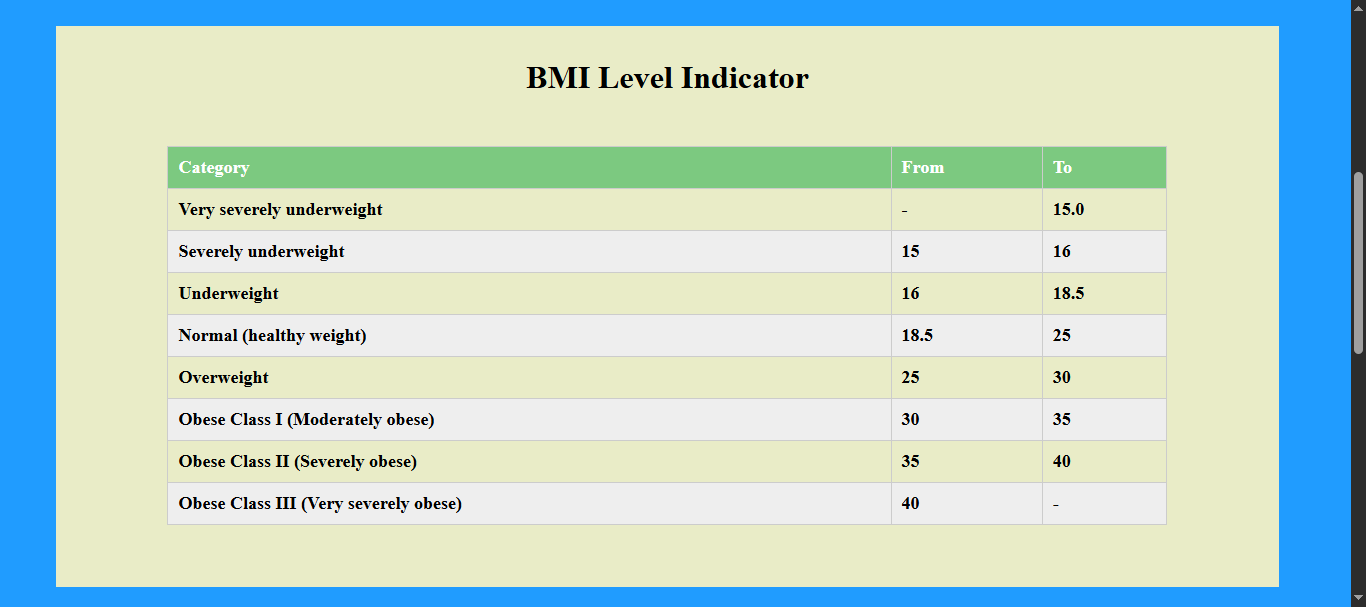 BMI Level Indicator
Category From To
Very severely underweight - 15.0
Severely underweight 15 16
Underweight 16 18.5
Normal (healthy weight) 18.5 25
Overweight 25 30
Obese Class I (Moderately obese) 30 35
Obese Class II (Severely obese) 35 40
Obese Class III (Very severely obese) 40 -